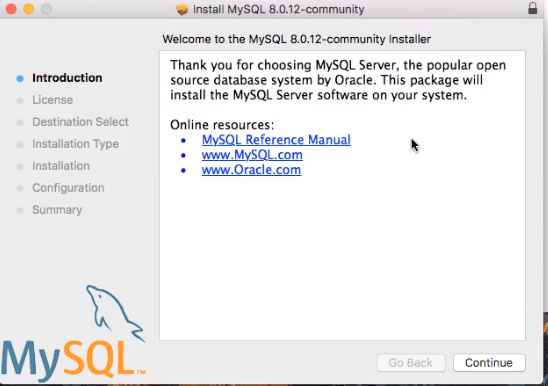 Install MySQL 8.0.12-community
Welcome to the MySQL 8.0.12-community Installer
Introduction
License
Destination Select
Installation Type
Installation
Configuration
Summary
Thank you for choosing MySQL Server, the popular open
source database system by Oracle. This package will
install the MySQL Server software on your system.
Online resources:
• MySQL Reference Manual
• www.MySQL.com
• www.Oracle.com
MySQL™
Go Back
Continue